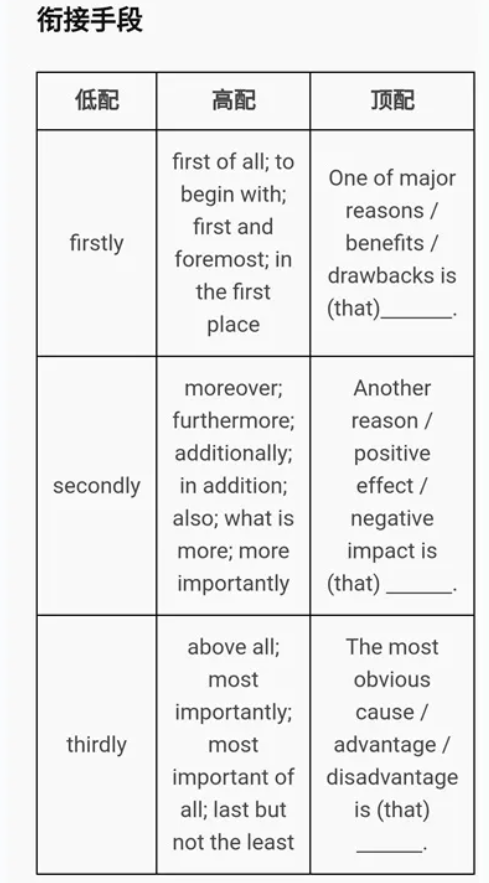 衔接手段
低配
高配
顶配
firstly
first of all; to
begin with;
first and
foremost; in
the first
place
One of major
reasons /
benefits /
drawbacks is
(that)______.
secondly
moreover;
furthermore;
additionally;
in addition;
also; what is
more; more
importantly
Another
reason /
positive
effect /
negative
impact is
(that) ______.
thirdly
above all;
most
importantly;
most
important of
all; last but
not the least
The most
obvious
cause /
advantage /
disadvantage
is (that)
______.